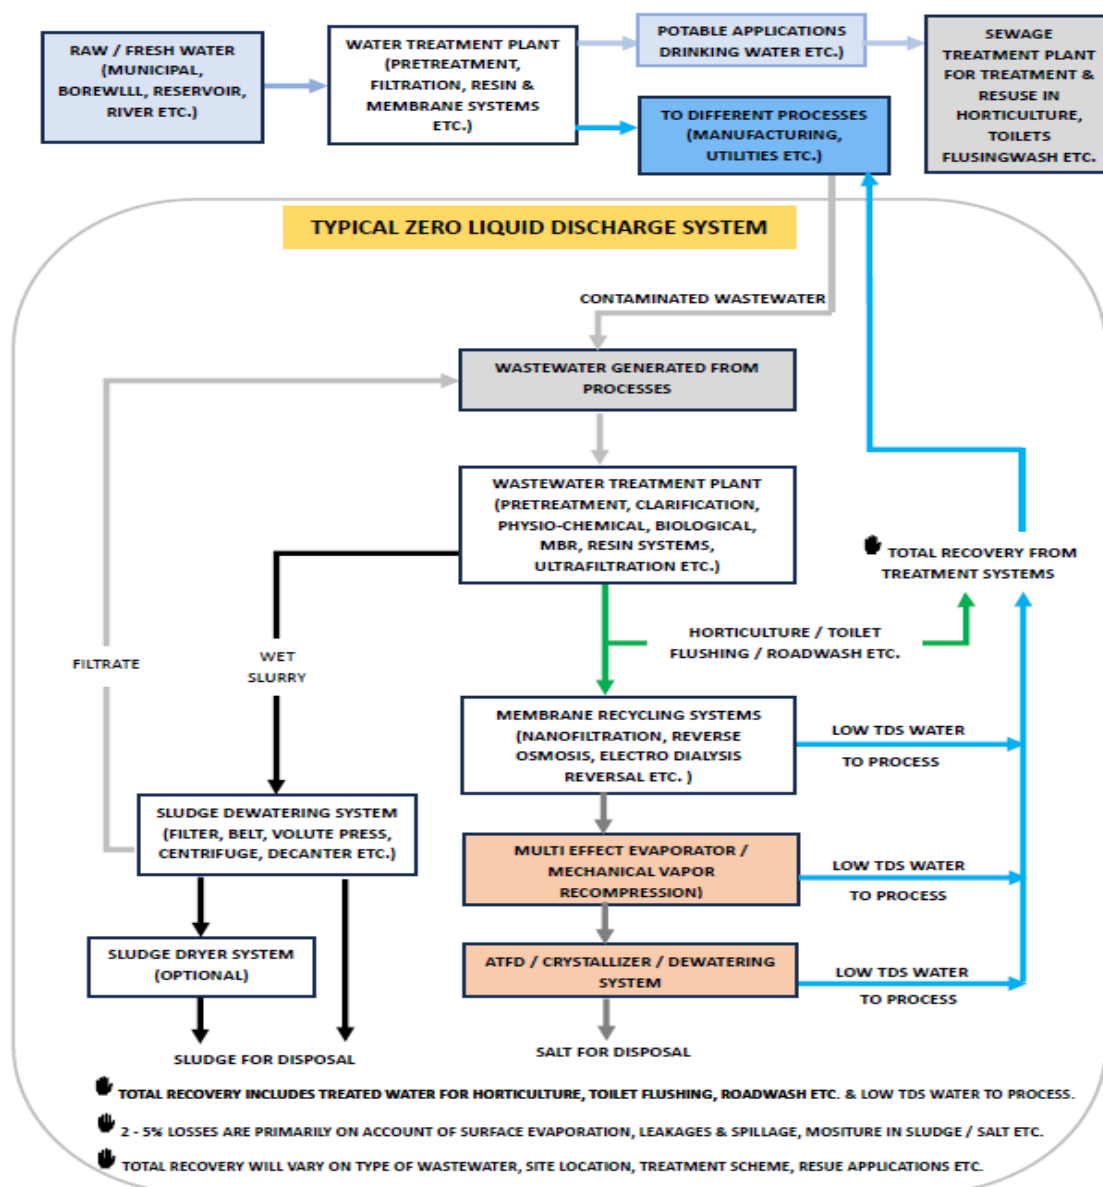 RAW / FRESH WATER
(MUNICIPAL,
BOREWLLL, RESERVOIR,
RIVER ETC.)
WATER TREATMENT PLANT
(PRETREATMENT,
FILTRATION, RESIN &
MEMBRANE SYSTEMS
ETC.)
POTABLE APPLICATIONS
DRINKING WATER ETC.)
SEWAGE
TREATMENT PLANT
FOR TREATMENT &
RESUSE IN
HORTICULTURE,
TOILETS
FLUSINGWASH ETC.
TO DIFFERENT PROCESSES
(MANUFACTURING,
UTILITIES ETC.)
TYPICAL ZERO LIQUID DISCHARGE SYSTEM
CONTAMINATED WASTEWATER
WASTEWATER GENERATED FROM
PROCESSES
WASTEWATER TREATMENT PLANT
(PRETREATMENT, CLARIFICATION,
PHYSIO-CHEMICAL, BIOLOGICAL,
MBR, RESIN SYSTEMS,
ULTRAFILTRATION ETC.)
TOTAL RECOVERY FROM
TREATMENT SYSTEMS
HORTICULTURE / TOILET
FLUSHING / ROADWASH ETC.
FILTRATE
WET
SLURRY
MEMBRANE RECYCLING SYSTEMS
(NANOFILTRATION, REVERSE
OSMOSIS, ELECTRO DIALYSIS
REVERSAL ETC. )
LOW TDS WATER
TO PROCESS
SLUDGE DEWATERING SYSTEM
(FILTER, BELT, VOLUTE PRESS,
CENTRIFUGE, DECANTER ETC.)
MULTI EFFECT EVAPORATOR /
MECHANICAL VAPOR
RECOMPRESSION)
LOW TDS WATER
TO PROCESS
SLUDGE DRYER SYSTEM
(OPTIONAL)
ATFD / CRYSTALLIZER / DEWATERING
SYSTEM
LOW TDS WATER
TO PROCESS
SLUDGE FOR DISPOSAL
SALT FOR DISPOSAL
TOTAL RECOVERY INCLUDES TREATED WATER FOR HORTICULTURE, TOILET FLUSHING, ROADWASH ETC. & LOW TDS WATER TO PROCESS.
2 - 5% LOSSES ARE PRIMARILY ON ACCOUNT OF SURFACE EVAPORATION, LEAKAGES & SPILLAGE, MOSITURE IN SLUDGE / SALT ETC.
TOTAL RECOVERY WILL VARY ON TYPE OF WASTEWATER, SITE LOCATION, TREATMENT SCHEME, RESUE APPLICATIONS ETC.